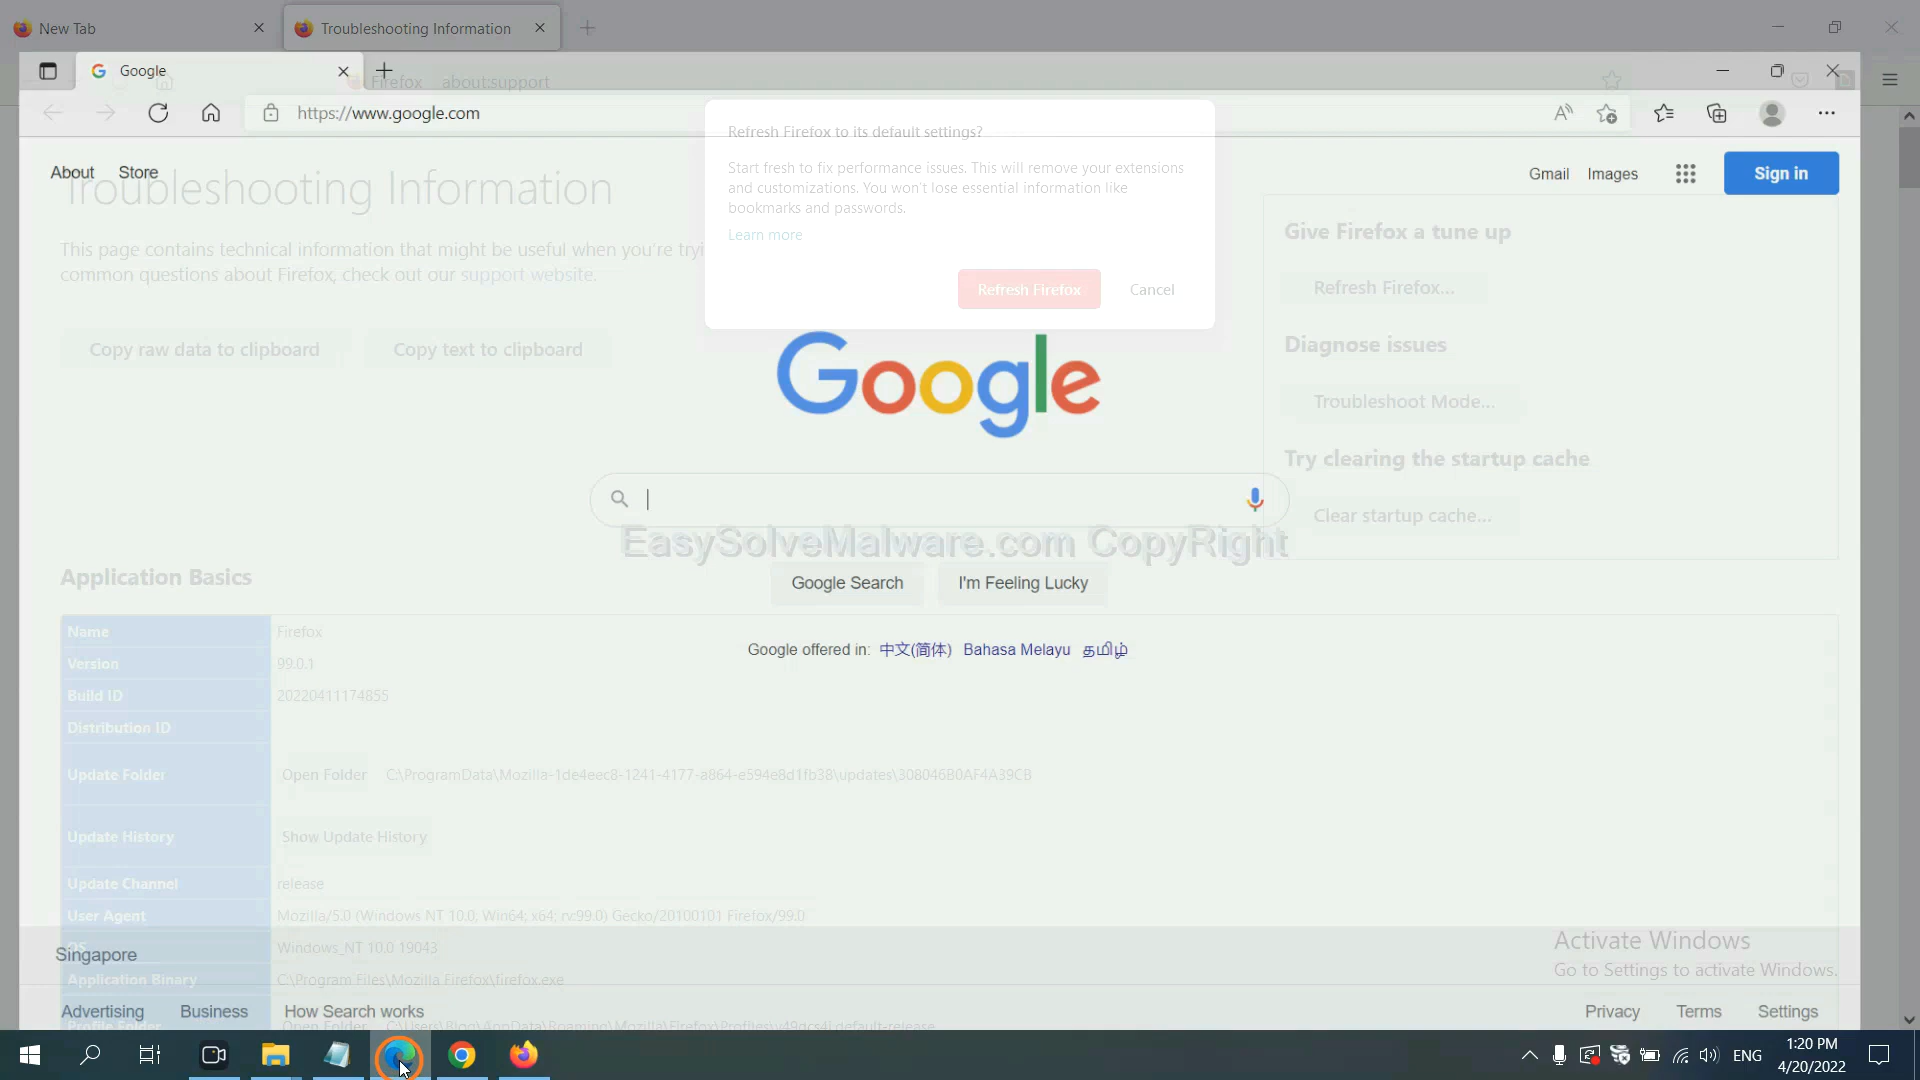 New Tab
Troubleshooting Information
Google
Firefox
about:support
https://www.google.com
Refresh Firefox to its default settings?
Start fresh to fix performance issues. This will remove your extensions
and customizations. You won't lose essential information like
bookmarks and passwords.
Learn more
Refresh Firefox
Cancel
About
Store
Gmail
Images
Sign in
Troubleshooting Information
This page contains technical information that might be useful when you're tryi
common questions about Firefox, check out our support website.
Copy raw data to clipboard
Copy text to clipboard
Give Firefox a tune up
Refresh Firefox...
Diagnose issues
Troubleshoot Mode...
Try clearing the startup cache
Clear startup cache...
Google
EasySolveMalware.com CopyRight
Google Search
I'm Feeling Lucky
Google offered in: 中文(简体) Bahasa Melayu தமிழ்
Application Basics
Name
Firefox
Version
99.0.1
Build ID
20220411174855
Distribution ID
Update Folder
Open Folder
C:\ProgramData\Mozilla-1de4eec8-1241-4177-a864-e594e8d1fb38\updates\308046B0AF4A39CB
Update History
Show Update History
Update Channel
release
User Agent
Mozilla/5.0 (Windows NT 10.0; Win64; x64; rv:99.0) Gecko/20100101 Firefox/99.0
OS
Windows_NT 10.0 19043
Singapore
Application Binary
C:\Program Files\Mozilla Firefox\firefox.exe
Activate Windows
Go to Settings to activate Windows.
Advertising
Business
How Search works
Privacy
Terms
Settings
Profile Folder
Open Folder
ENG
1:20 PM
4/20/2022